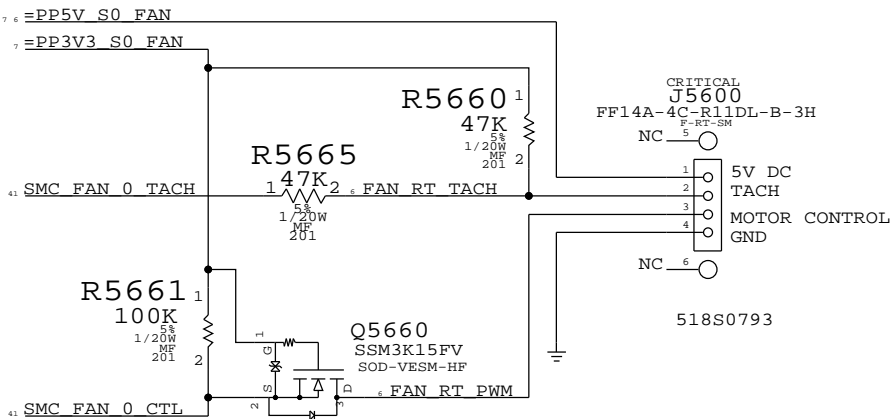 7 6 =PP5V_S0_FAN
7 =PP3V3_S0_FAN
CRITICAL
J5600
FF14A-4C-R11DL-B-3H
F-RT-SM
NC 5
R5660 1
47K
5%
1/20W
MF
201 2
R5665
1 47K 2
5%
1/20W
MF
201
41 SMC_FAN_0_TACH
6 FAN_RT_TACH
1 5V DC
2 TACH
3 MOTOR CONTROL
4 GND
NC 6
518S0793
R5661 1
100K
5%
1/20W
MF
201 2
Q5660
SSM3K15FV
SOD-VESM-HF
1 G
S 2
D 3
6 FAN_RT_PWM
41 SMC_FAN_0_CTL